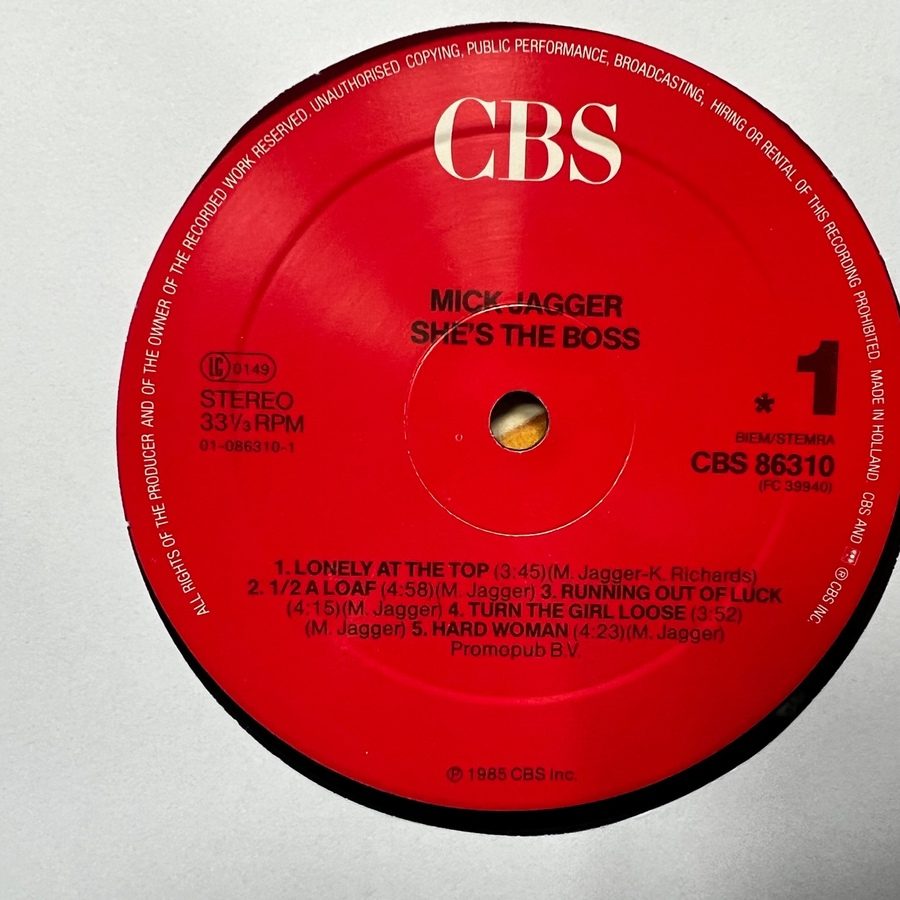 ALL RIGHTS OF THE PRODUCER AND OF THE OWNER OF THE RECORDED WORK RESERVED. UNAUTHORISED COPYING, PUBLIC PERFORMANCE, BROADCASTING, HIRING OR RENTAL OF THIS RECORDING PROHIBITED. MADE IN HOLLAND CBS AND ℗ CBS INC.
CBS
MICK JAGGER
SHE'S THE BOSS
LC 0149
STEREO
33 1/3 RPM
01-086310-1
* 1
BIEM/STEMRA
CBS 86310
(FC 39940)
1. LONELY AT THE TOP (3:45)(M. Jagger-K. Richards)
2. 1/2 A LOAF (4:58)(M. Jagger) 3. RUNNING OUT OF LUCK
(4:15)(M. Jagger) 4. TURN THE GIRL LOOSE (3:52)
(M. Jagger) 5. HARD WOMAN (4:23)(M. Jagger)
Promopub B.V.
℗ 1985 CBS Inc.